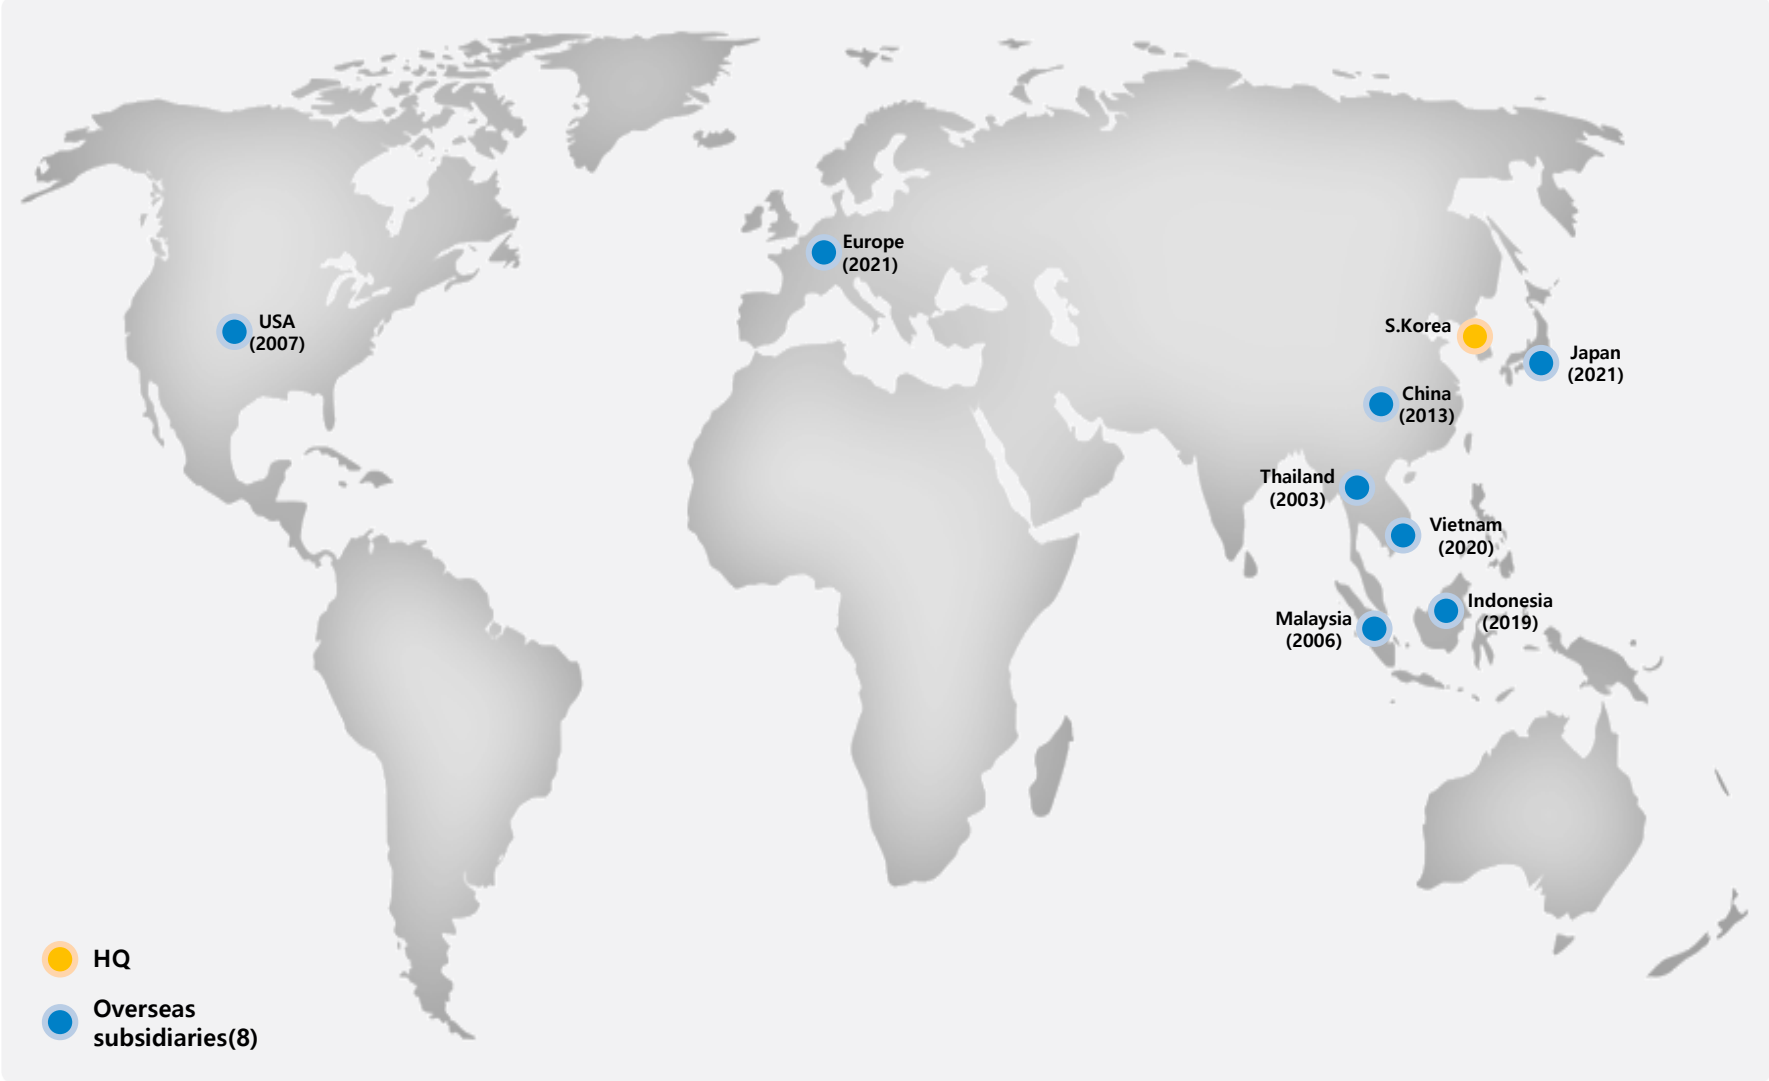 Europe
(2021)
USA
(2007)
S.Korea
Japan
(2021)
China
(2013)
Thailand
(2003)
Vietnam
(2020)
Indonesia
(2019)
Malaysia
(2006)
HQ
Overseas
subsidiaries(8)